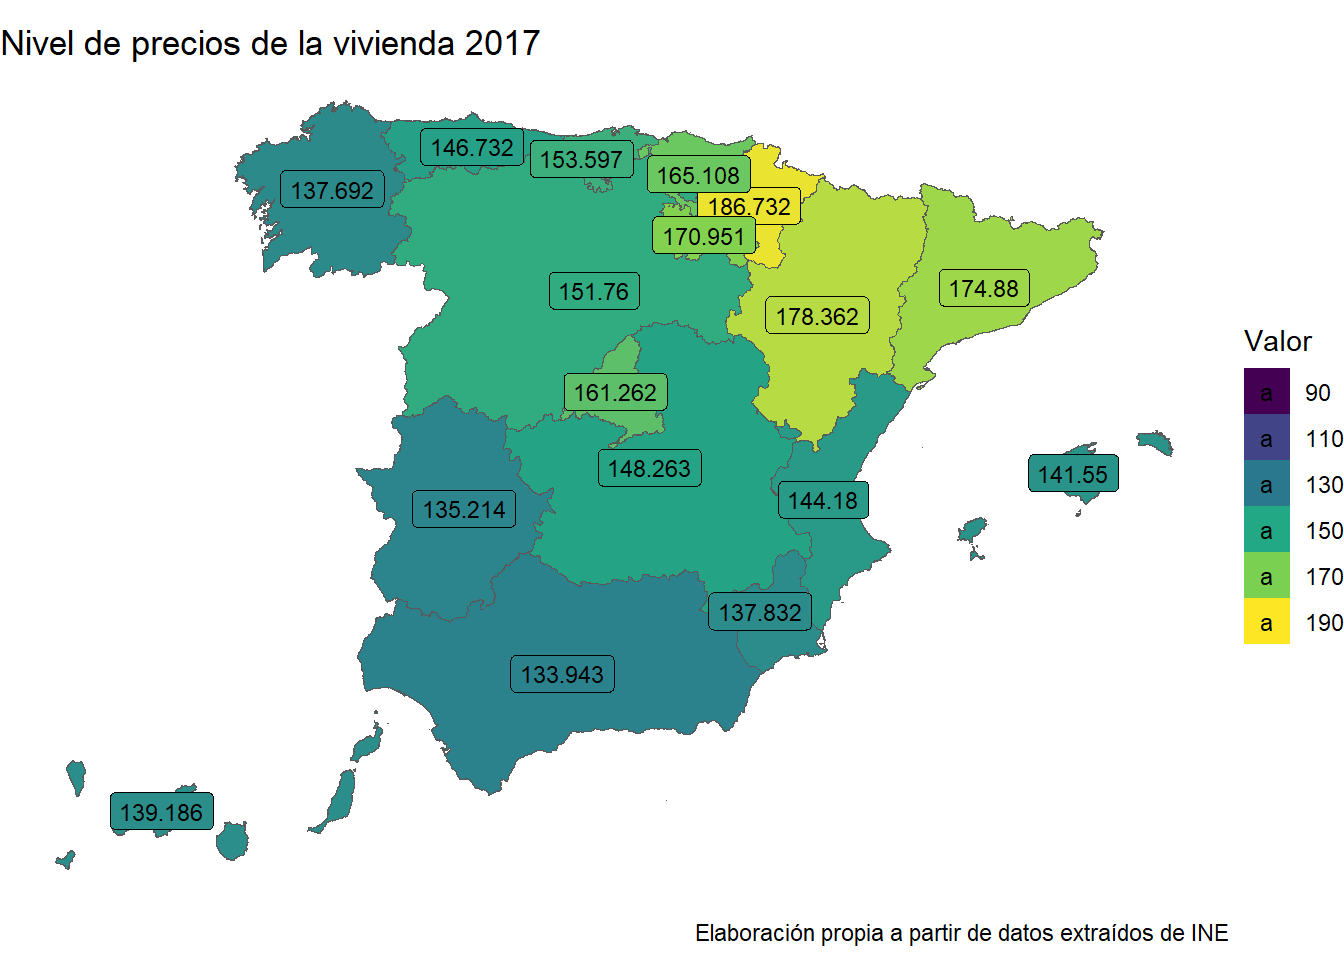 Nivel de precios de la vivienda 2017
146.732
153.597
165.108
137.692
186.732
170.951
151.76
174.88
178.362
161.262
148.263
141.55
144.18
135.214
137.832
133.943
139.186
Valor
a 90
a 110
a 130
a 150
a 170
a 190
Elaboración propia a partir de datos extraídos de INE